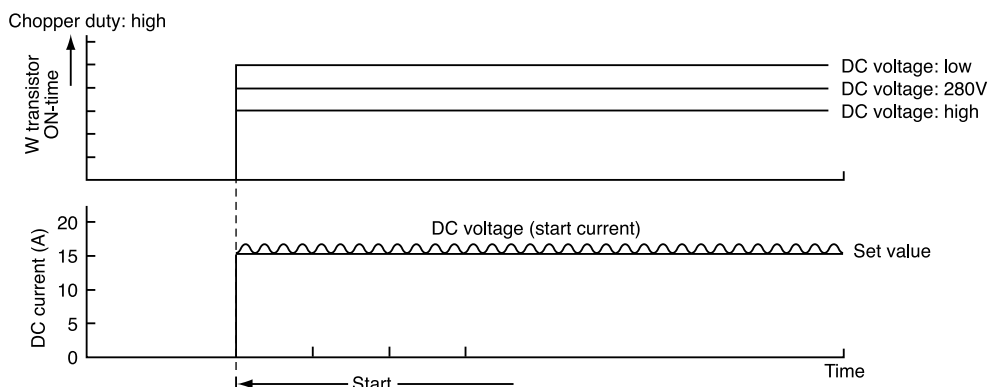 Chopper duty: high
W transistor
ON-time
DC voltage: low
DC voltage: 280V
DC voltage: high
20
15
10
5
0
DC current (A)
DC voltage (start current)
Set value
Time
Start